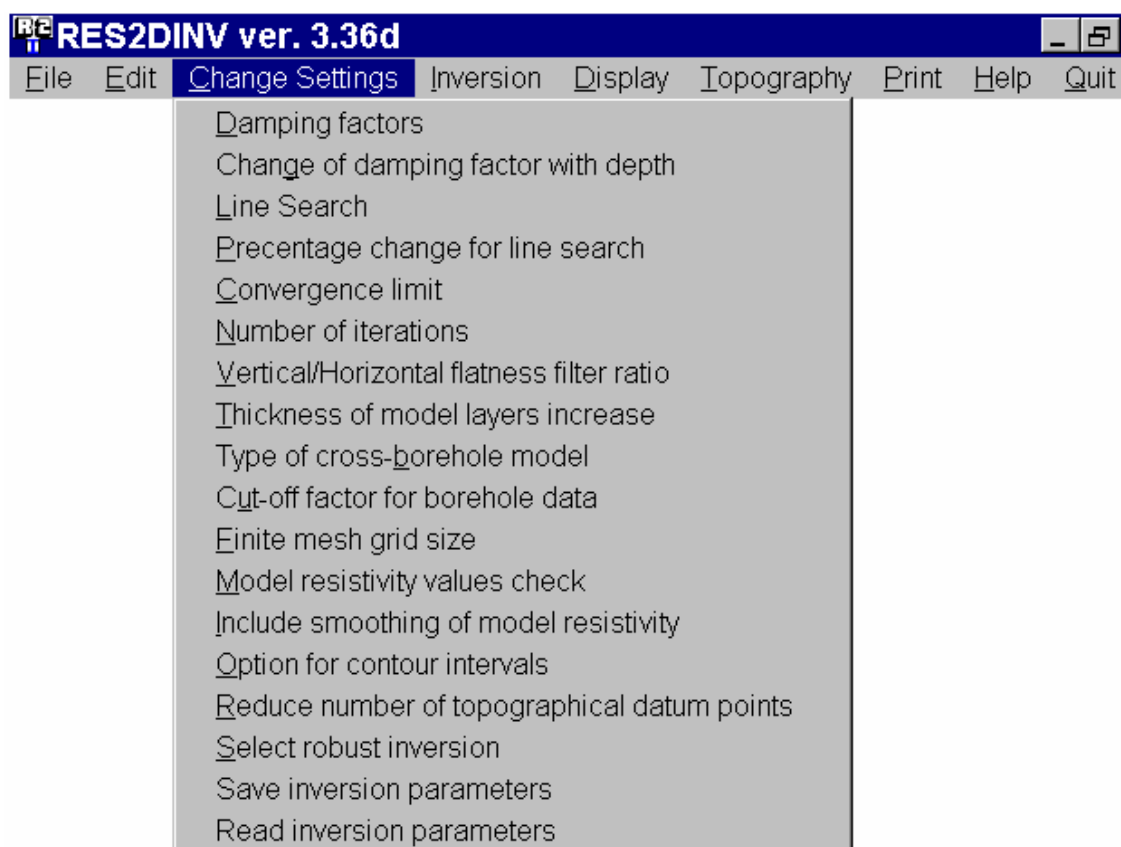 RES2DINV ver. 3.36d
File Edit Change Settings Inversion Display Topography Print Help Quit
Damping factors
Change of damping factor with depth
Line Search
Precentage change for line search
Convergence limit
Number of iterations
Vertical/Horizontal flatness filter ratio
Thickness of model layers increase
Type of cross-borehole model
Cut-off factor for borehole data
Finite mesh grid size
Model resistivity values check
Include smoothing of model resistivity
Option for contour intervals
Reduce number of topographical datum points
Select robust inversion
Save inversion parameters
Read inversion parameters